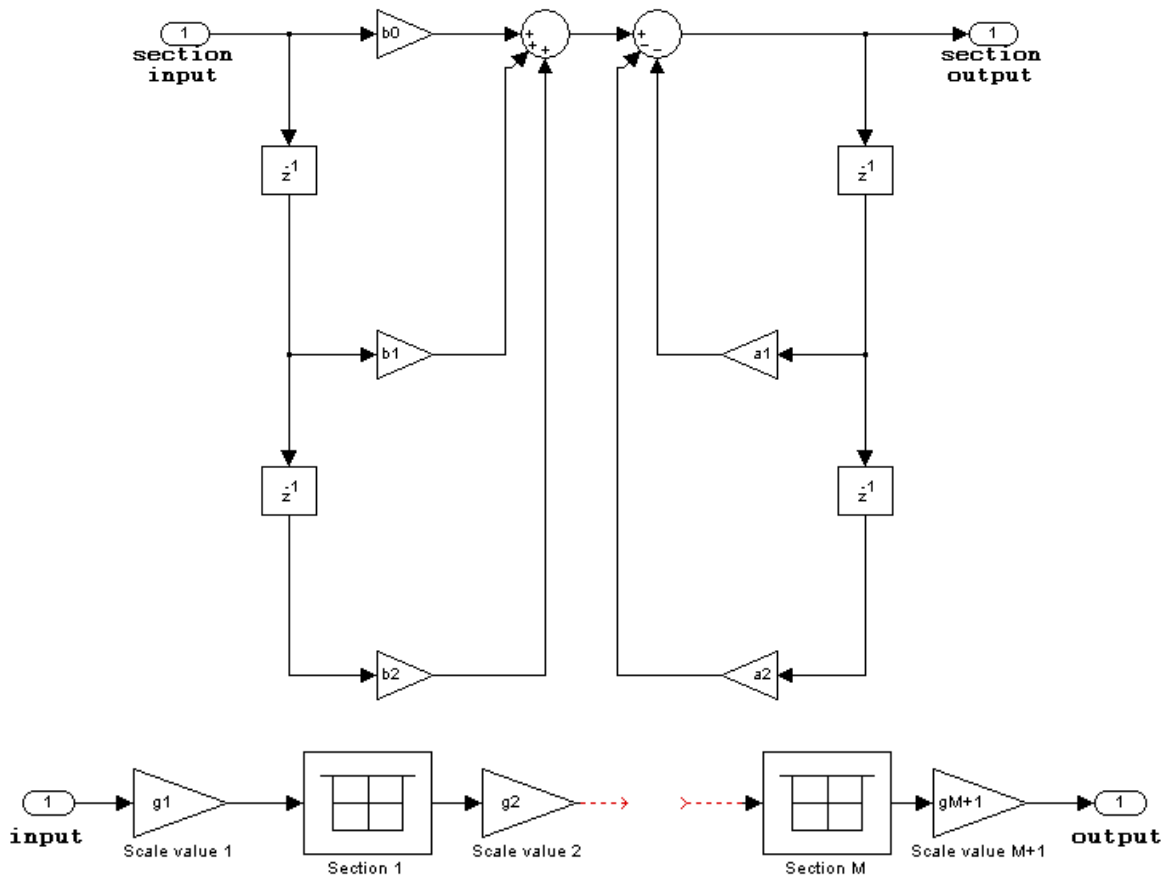 1
section
input
b0
+
+
+
+
−
−
1
section
output
z-1
z-1
b1
a1
z-1
z-1
b2
a2
1
input
g1
Scale value 1
Section 1
g2
Scale value 2
Section M
gM+1
Scale value M+1
1
output